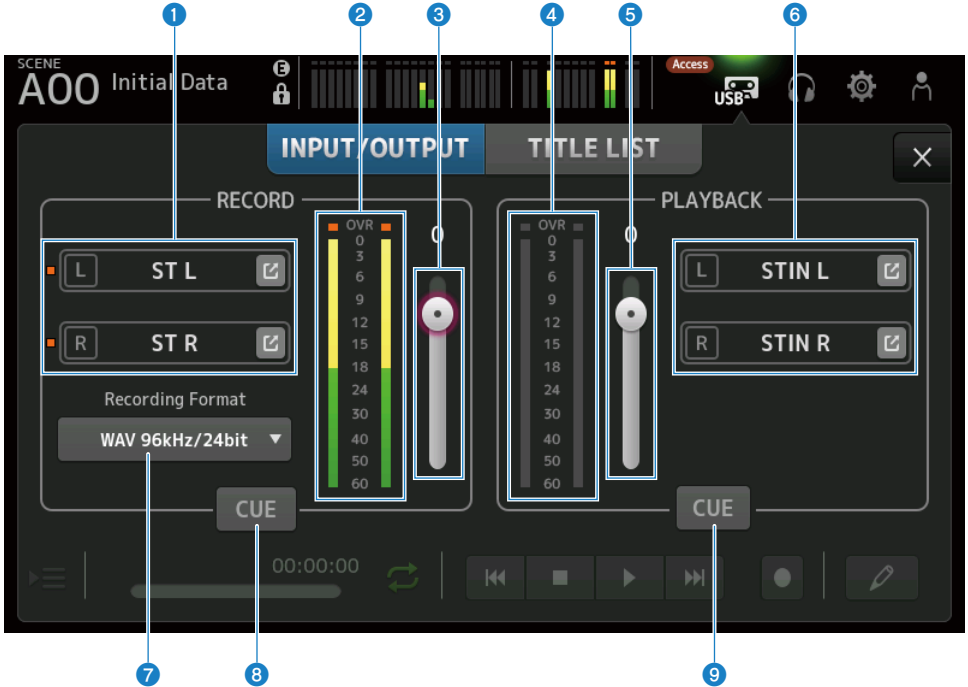 1 2 3 4 5 6
SCENE
A00 Initial Data
E
Access
USB
INPUT/OUTPUT TITLE LIST
RECORD
PLAYBACK
L ST L
R ST R
Recording Format
WAV 96kHz/24bit
CUE
OVR
0
3
6
9
12
15
18
24
30
40
50
60
0
OVR
0
3
6
9
12
15
18
24
30
40
50
60
0
L STIN L
R STIN R
CUE
00:00:00
7 8 9